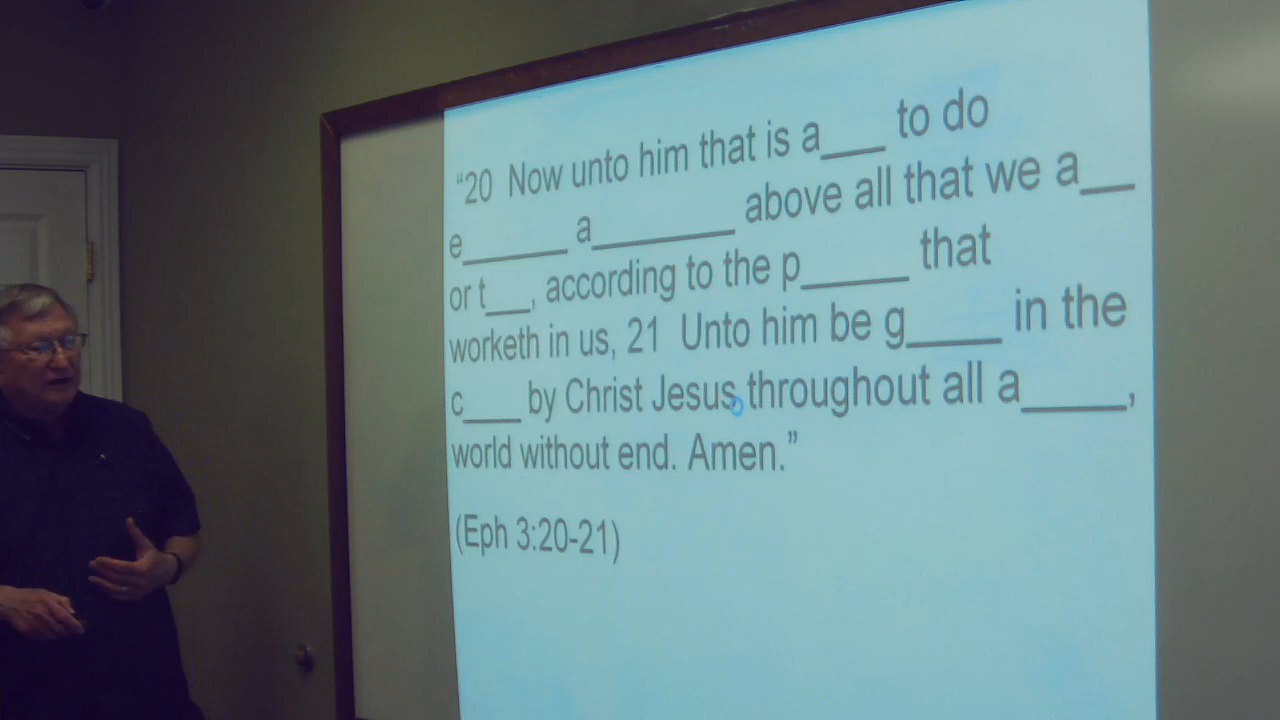 “20 Now unto him that is a___ to do
e______ a________ above all that we a___
or t___, according to the p______ that
worketh in us, 21 Unto him be g_____ in the
c____ by Christ Jesus throughout all a_____,
world without end. Amen.”
(Eph 3:20-21)